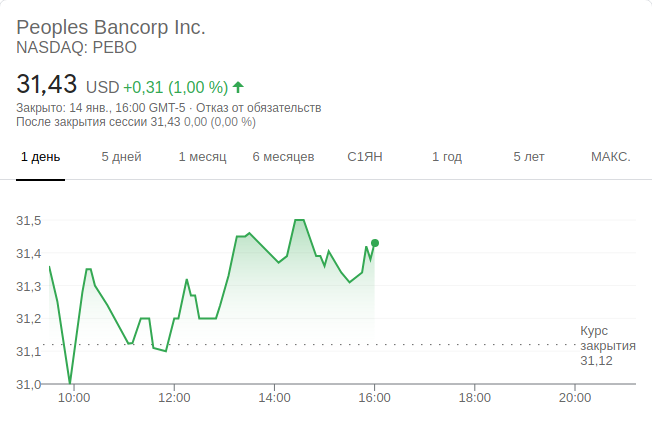 Peoples Bancorp Inc.
NASDAQ: PEBO
31,43 USD +0,31 (1,00 %)
Закрыто: 14 янв., 16:00 GMT-5 · Отказ от обязательств
После закрытия сессии 31,43 0,00 (0,00 %)
1 день 5 дней 1 месяц 6 месяцев С1ЯН 1 год 5 лет МАКС.
31,5
31,4
31,3
31,2
31,1
31,0
Курс
закрытия
31,12
10:00 12:00 14:00 16:00 18:00 20:00